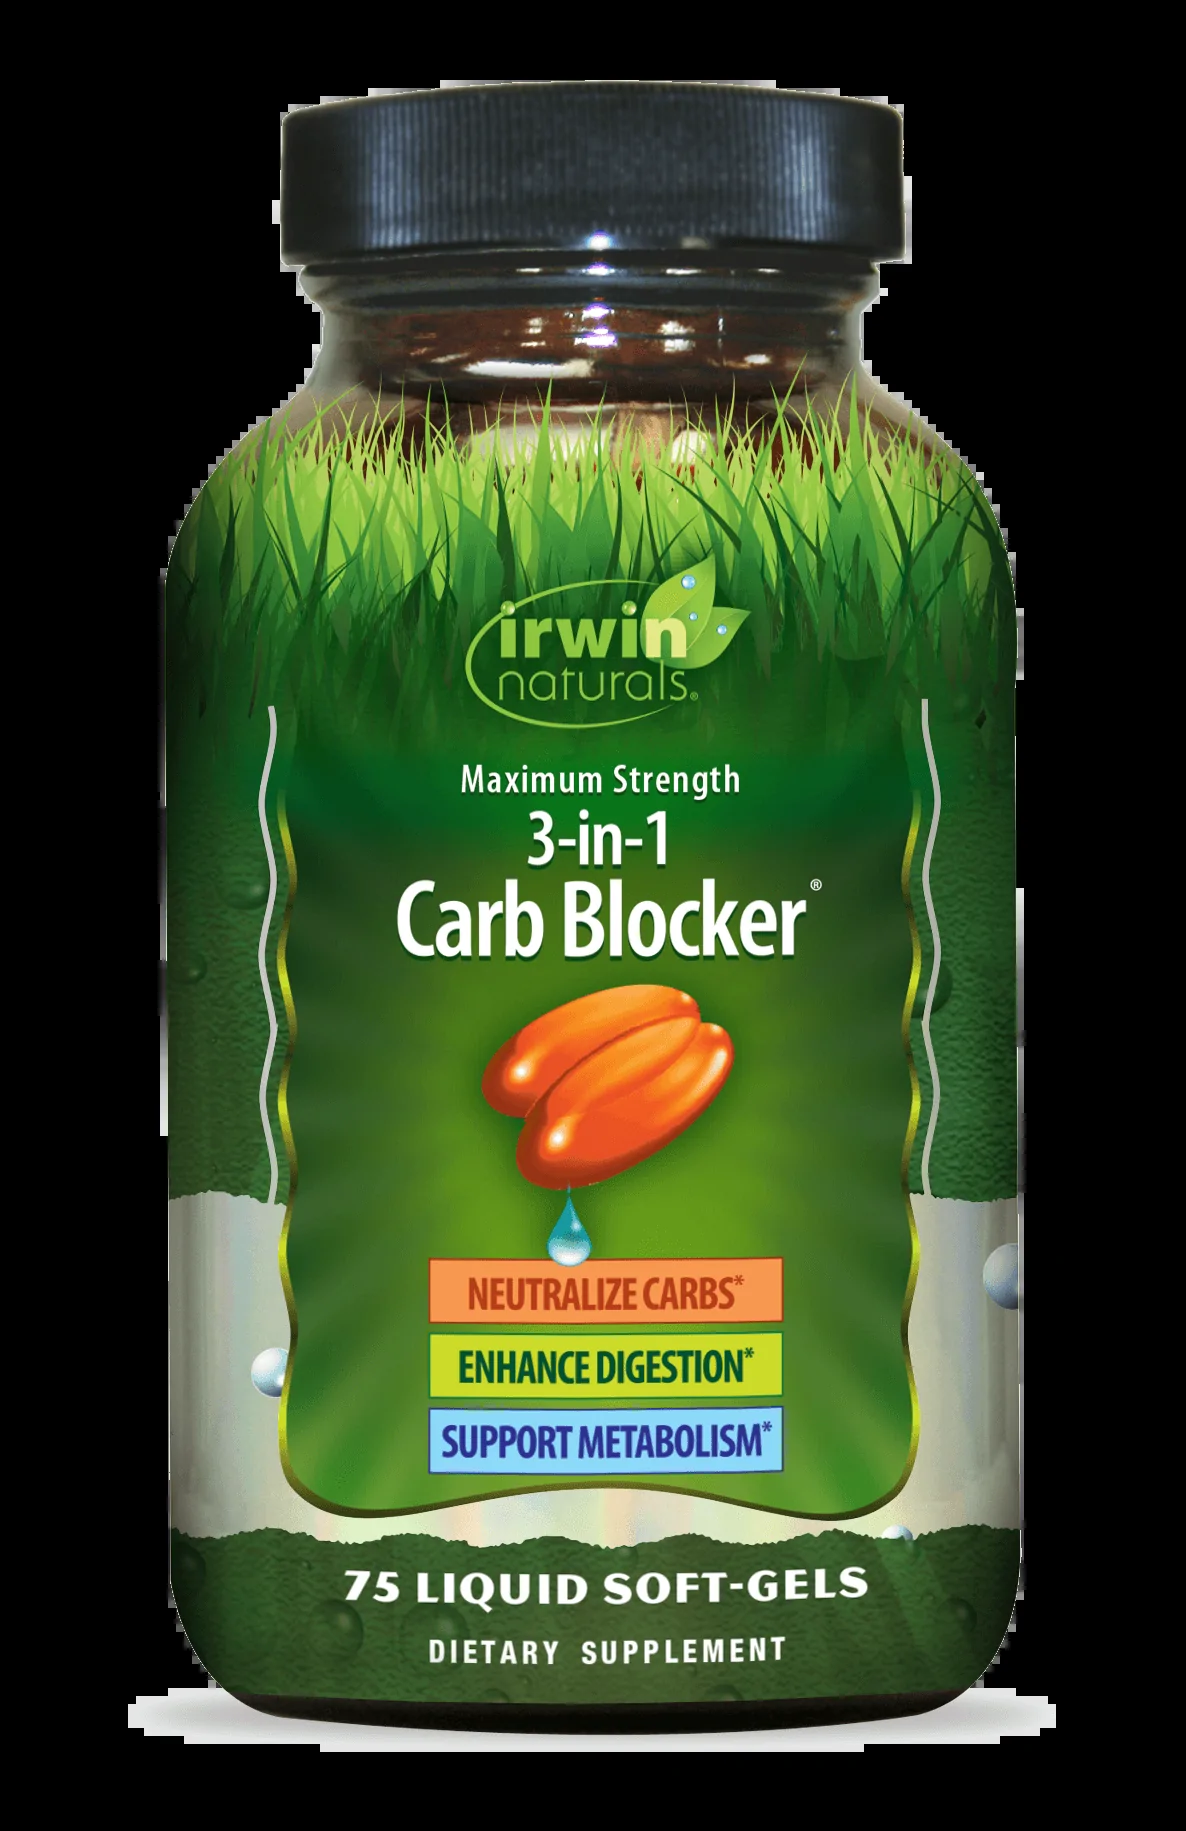 irwin
naturals®
Maximum Strength
3-in-1
Carb Blocker®
NEUTRALIZE CARBS*
ENHANCE DIGESTION*
SUPPORT METABOLISM*
75 LIQUID SOFT-GELS
DIETARY SUPPLEMENT